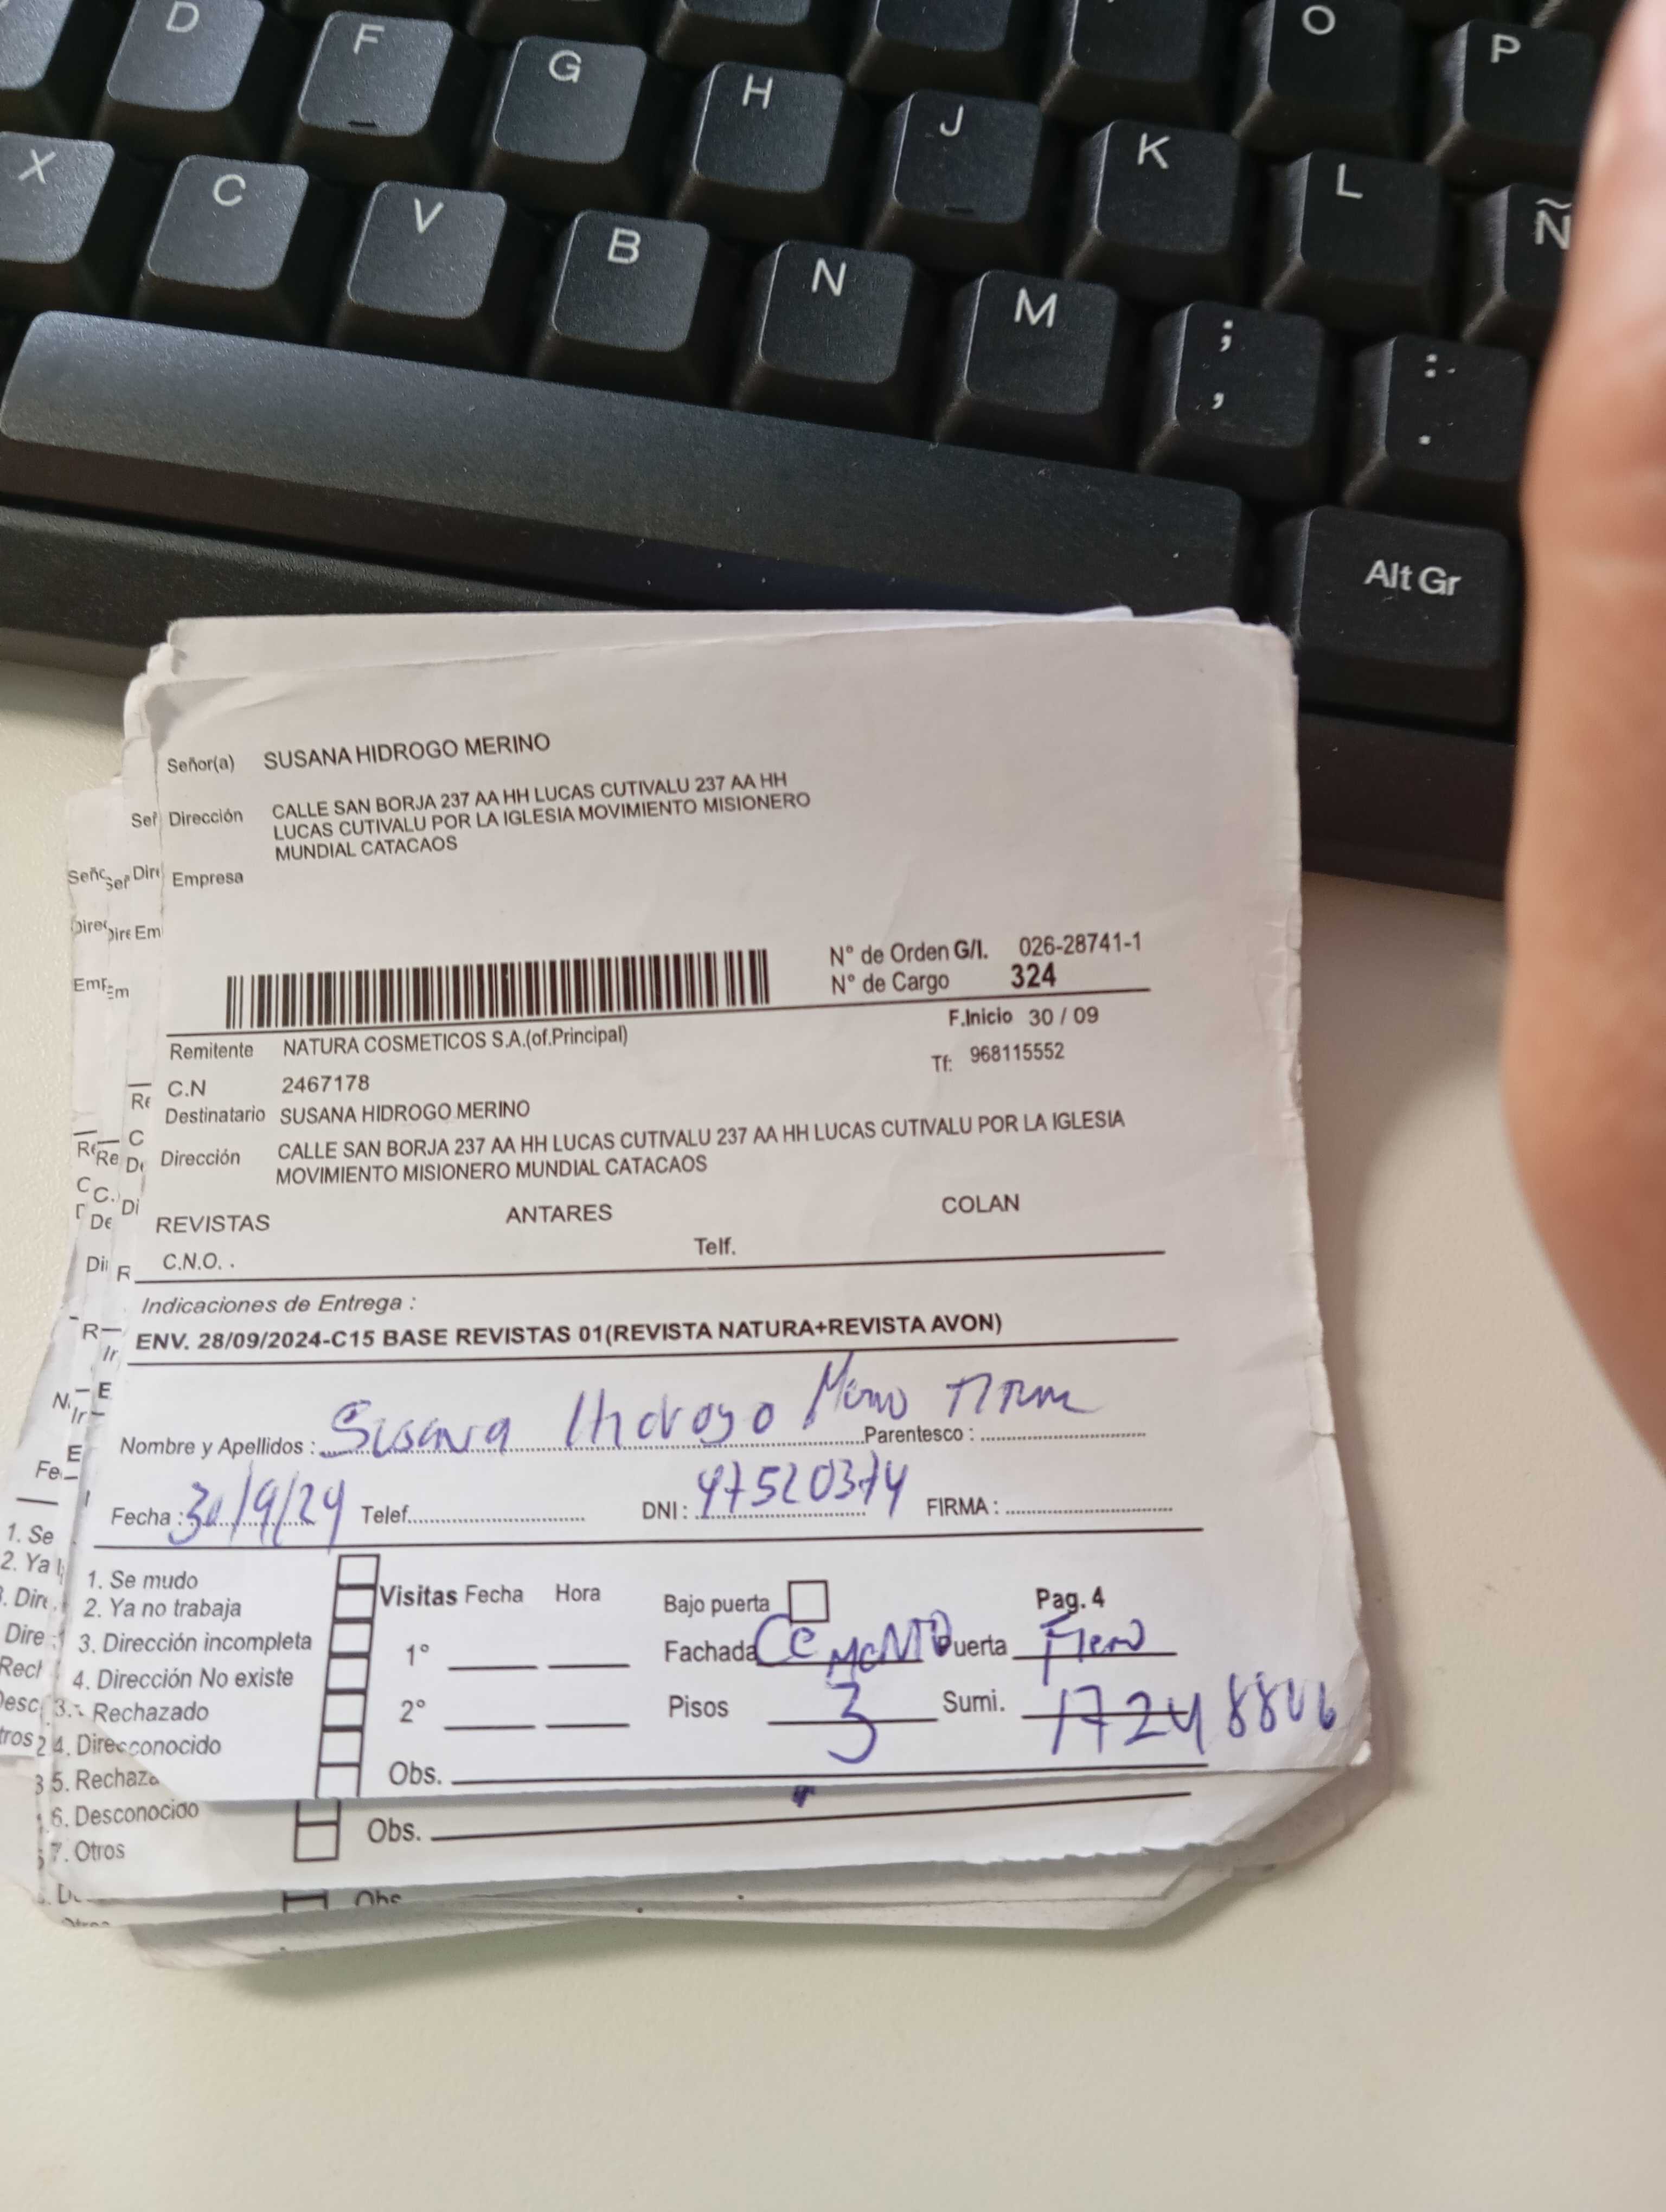 D F G H J K L Ñ O P
X C V B N M ; , : .
Alt Gr
Señor(a) SUSANA HIDROGO MERINO
Dirección CALLE SAN BORJA 237 AA HH LUCAS CUTIVALU 237 AA HH
LUCAS CUTIVALU POR LA IGLESIA MOVIMIENTO MISIONERO
MUNDIAL CATACAOS
Empresa
N° de Orden G/I. 026-28741-1
N° de Cargo 324
F.Inicio 30 / 09
Remitente NATURA COSMETICOS S.A.(of.Principal)
Tf: 968115552
C.N 2467178
Destinatario SUSANA HIDROGO MERINO
Dirección CALLE SAN BORJA 237 AA HH LUCAS CUTIVALU 237 AA HH LUCAS CUTIVALU POR LA IGLESIA
MOVIMIENTO MISIONERO MUNDIAL CATACAOS
REVISTAS ANTARES COLAN
C.N.O. . Telf.
Indicaciones de Entrega :
ENV. 28/09/2024-C15 BASE REVISTAS 01(REVISTA NATURA+REVISTA AVON)
Nombre y Apellidos : Susana Hidrogo Parentesco :
Fecha : 30/9/24 Telef. DNI : 47520374 FIRMA :
1. Se mudo
2. Ya no trabaja
3. Dirección incompleta
4. Dirección No existe
Rechazado
Visitas Fecha Hora
1°
2°
Obs.
Bajo puerta Pag. 4
Fachada CEMENTO Puerta
Pisos 3 Sumi.
5. Rechaza
6. Desconocido
7. Otros
Obs.